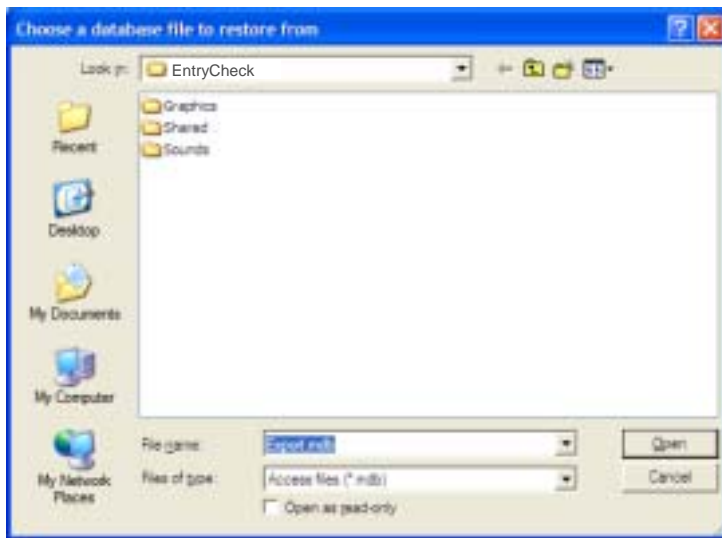 Choose a database file to restore from
Look in: EntryCheck
Graphics
Shared
Sounds
Recent
Desktop
My Documents
My Computer
My Network Places
File name: Export.mdb
Open
Files of type: Access files (*.mdb)
Cancel
Open as read-only